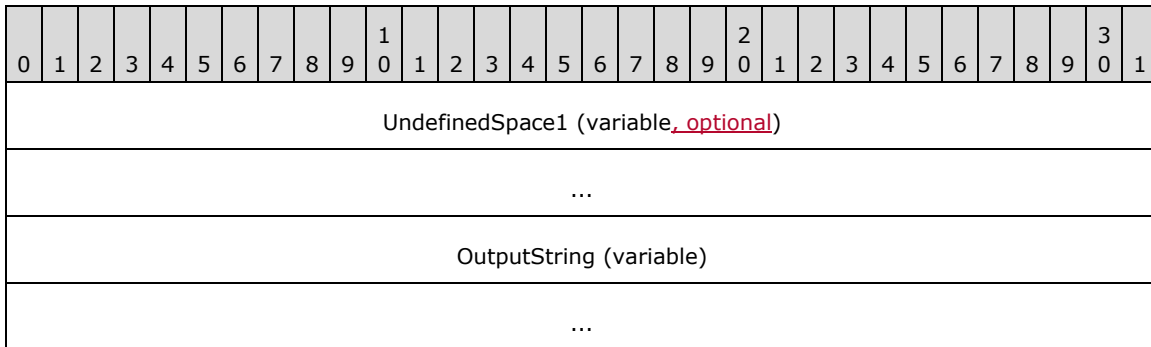 1 2 3
0 1 2 3 4 5 6 7 8 9 0 1 2 3 4 5 6 7 8 9 0 1 2 3 4 5 6 7 8 9 0 1
UndefinedSpace1 (variable, optional)
...
OutputString (variable)
...